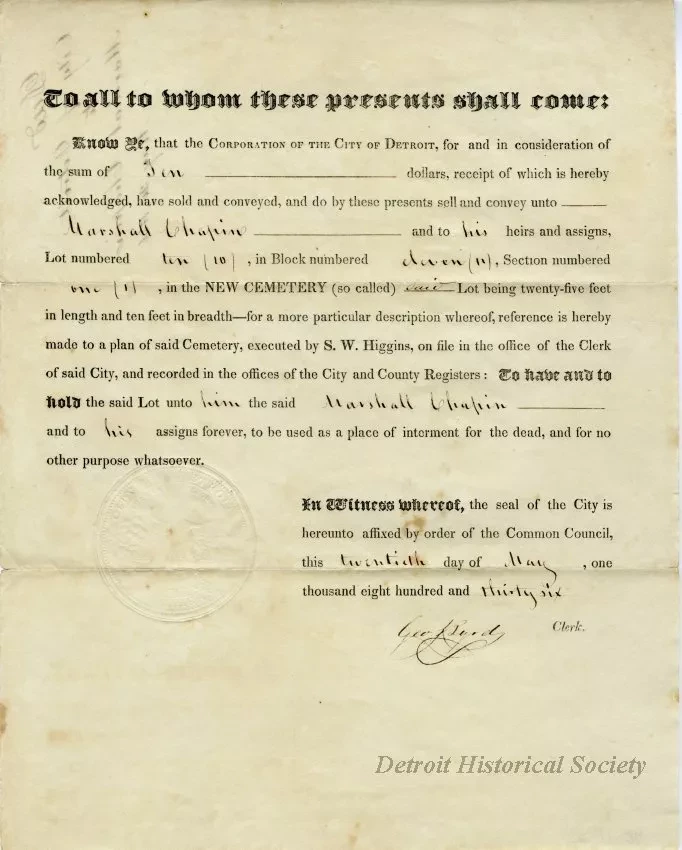 To all to whom these presents shall come:
Know Ye, that the Corporation of the City of Detroit, for and in consideration of
the sum of Ten dollars, receipt of which is hereby
acknowledged, have sold and conveyed, and do by these presents sell and convey unto
Marshall Chapin and to his heirs and assigns,
Lot numbered ten (10), in Block numbered eleven (11), Section numbered
one (1), in the NEW CEMETERY (so called) said Lot being twenty-five feet
in length and ten feet in breadth—for a more particular description whereof, reference is hereby
made to a plan of said Cemetery, executed by S. W. Higgins, on file in the office of the Clerk
of said City, and recorded in the offices of the City and County Registers: To have and to
hold the said Lot unto him the said Marshall Chapin
and to his assigns forever, to be used as a place of interment for the dead, and for no
other purpose whatsoever.
In Witness whereof, the seal of the City is
hereunto affixed by order of the Common Council,
this twentieth day of May, one
thousand eight hundred and thirty six
Geo Byrd Clerk.
Detroit Historical Society